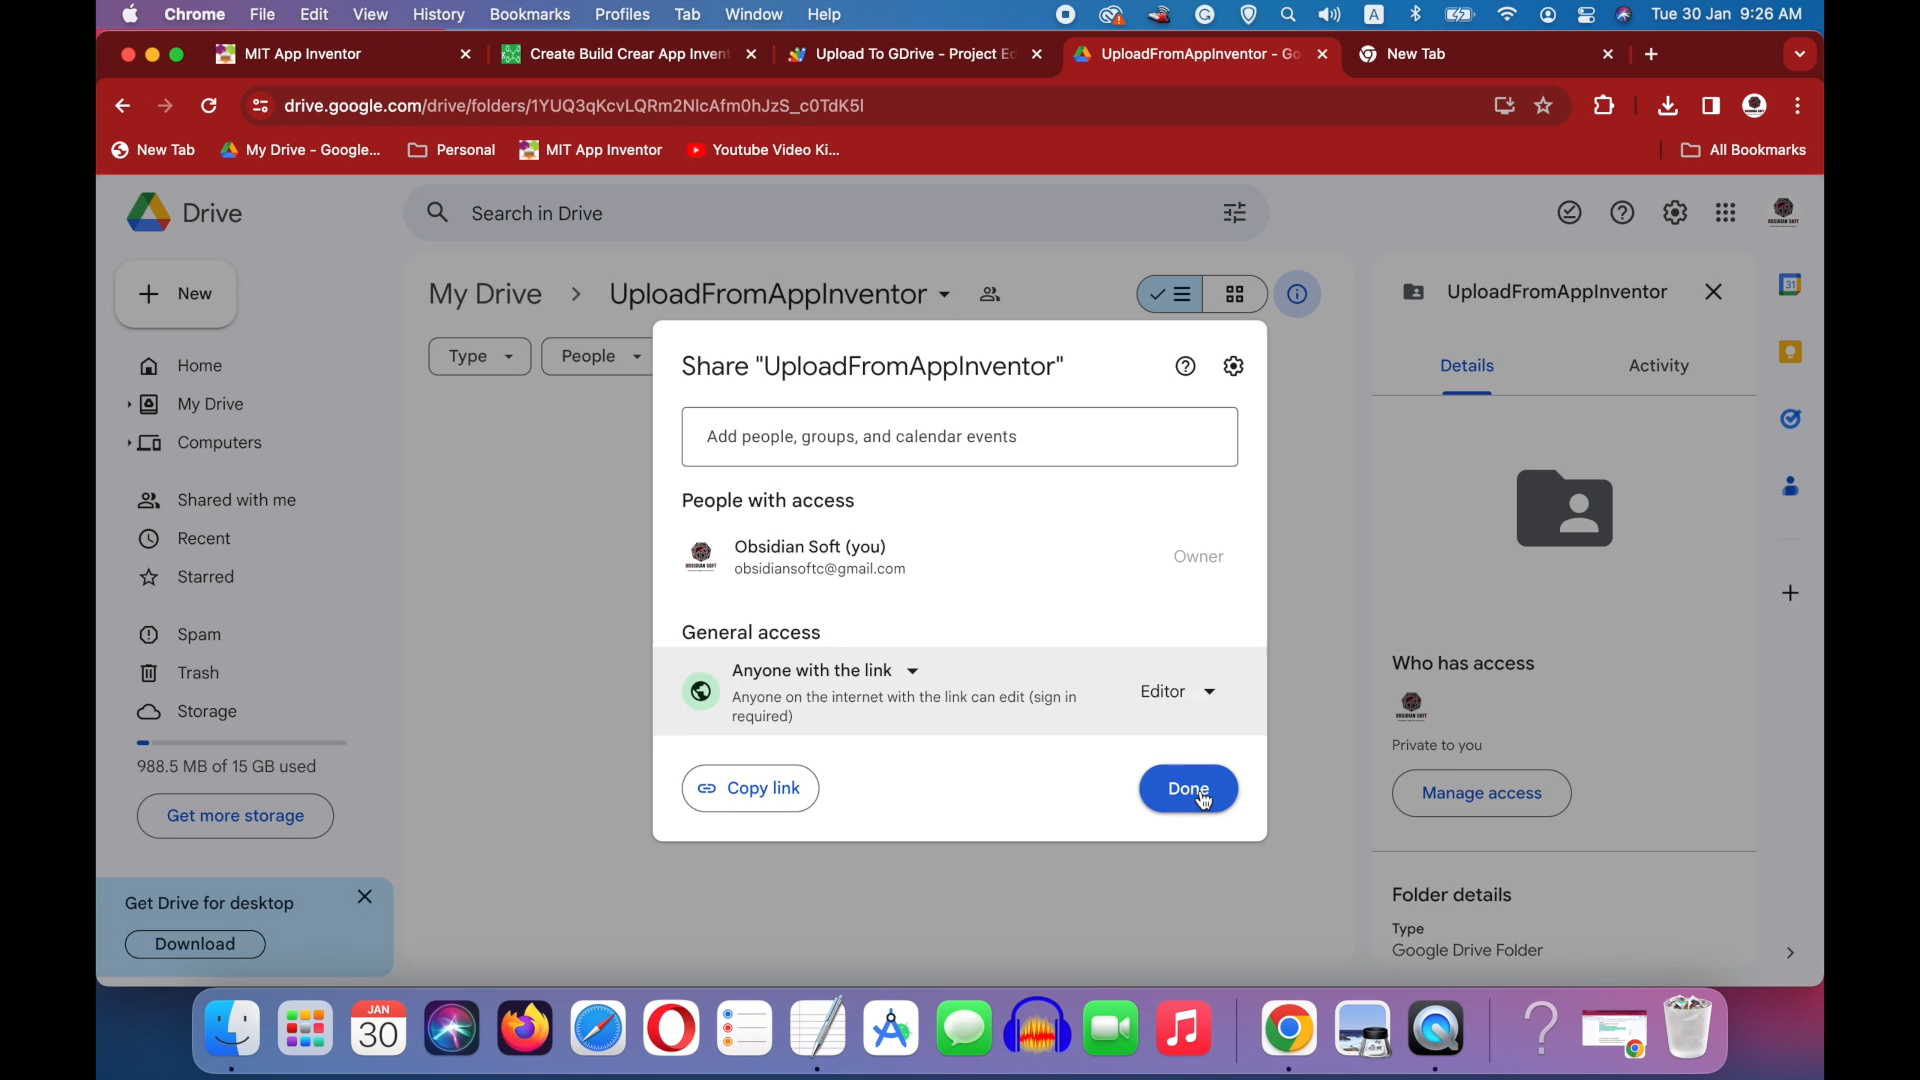 Chrome File Edit View History Bookmarks Profiles Tab Window Help Tue 30 Jan 9:26 AM
MIT App Inventor Create Build Crear App Inven Upload To GDrive - Project E UploadFromAppInventor - Go New Tab
drive.google.com/drive/folders/1YUQ3qKcvLQRm2NlcAfm0hJzS_c0TdK5l
New Tab My Drive - Google... Personal MIT App Inventor Youtube Video Ki... All Bookmarks
Drive Search in Drive
New
My Drive > UploadFromAppInventor
UploadFromAppInventor
31
Type People
Details Activity
Home
My Drive
Computers
Shared with me
Recent
Starred
Spam
Trash
Storage
988.5 MB of 15 GB used
Get more storage
Get Drive for desktop
Download
Share "UploadFromAppInventor"
Add people, groups, and calendar events
People with access
Obsidian Soft (you)
obsidiansoftc@gmail.com
Owner
General access
Anyone with the link
Anyone on the internet with the link can edit (sign in
required)
Editor
Copy link Done
Who has access
Private to you
Manage access
Folder details
Type
Google Drive Folder
JAN
30